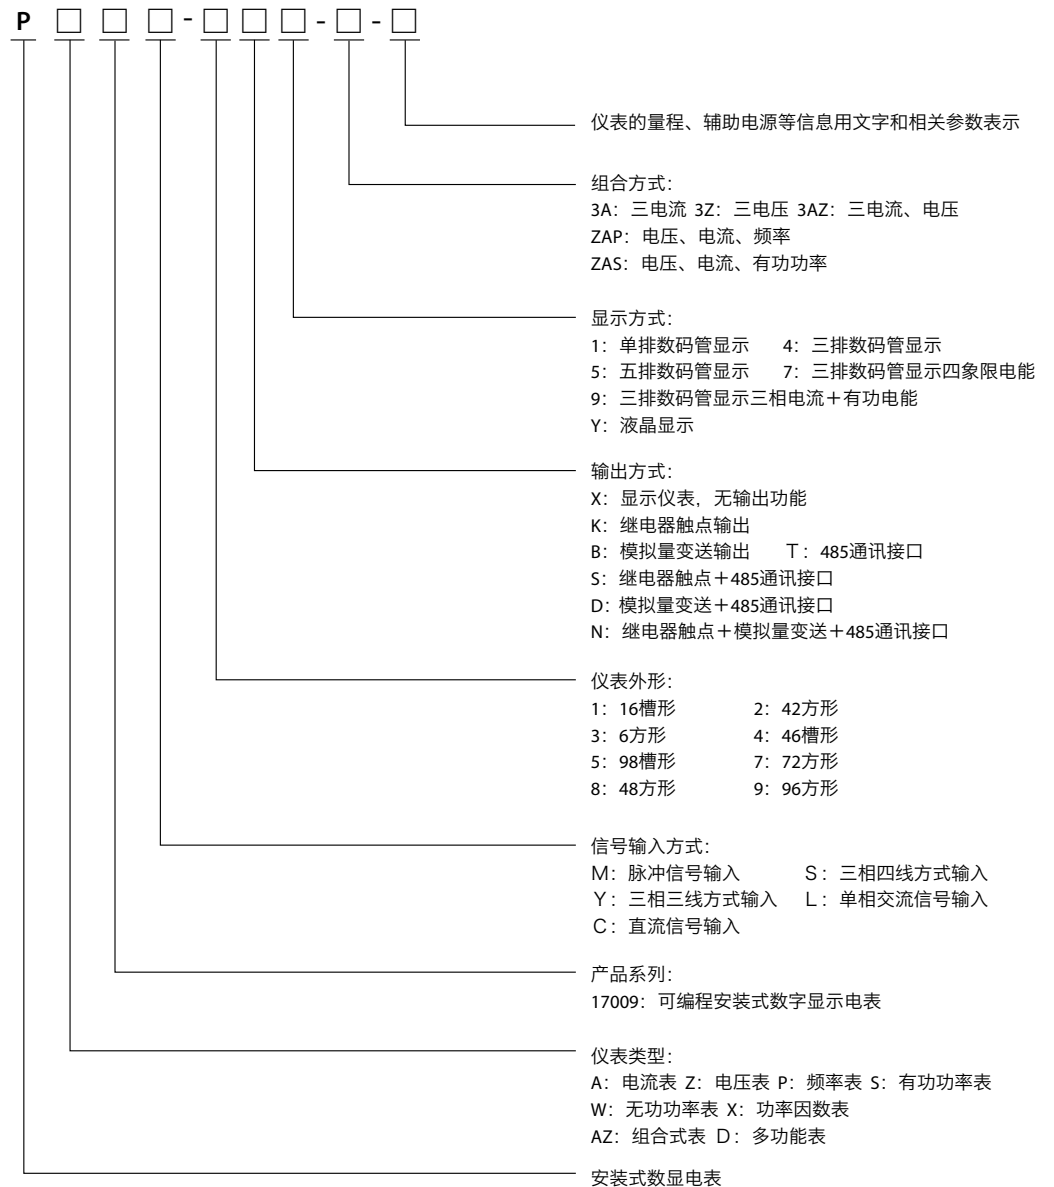 P □ □ □ - □ □ □ - □ - □
仪表的量程、辅助电源等信息用文字和相关参数表示
组合方式：
3A：三电流 3Z：三电压 3AZ：三电流、电压
ZAP：电压、电流、频率
ZAS：电压、电流、有功功率
显示方式：
1：单排数码管显示 4：三排数码管显示
5：五排数码管显示 7：三排数码管显示四象限电能
9：三排数码管显示三相电流＋有功电能
Y：液晶显示
输出方式：
X：显示仪表，无输出功能
K：继电器触点输出
B：模拟量变送输出 T：485通讯接口
S：继电器触点＋485通讯接口
D：模拟量变送＋485通讯接口
N：继电器触点＋模拟量变送＋485通讯接口
仪表外形：
1：16槽形 2：42方形
3：6方形 4：46槽形
5：98槽形 7：72方形
8：48方形 9：96方形
信号输入方式：
M：脉冲信号输入 S：三相四线方式输入
Y：三相三线方式输入 L：单相交流信号输入
C：直流信号输入
产品系列：
17009：可编程安装式数字显示电表
仪表类型：
A：电流表 Z：电压表 P：频率表 S：有功功率表
W：无功功率表 X：功率因数表
AZ：组合式表 D：多功能表
安装式数显电表